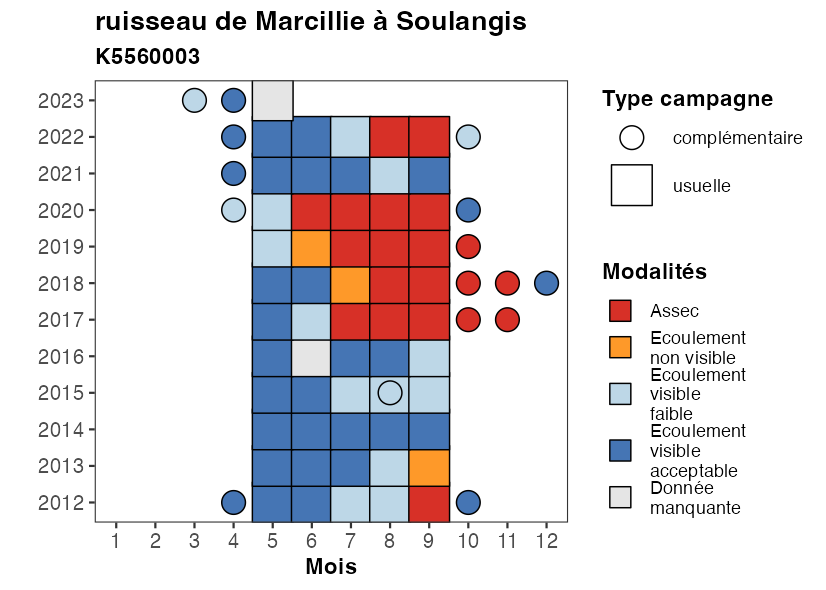 ruisseau de Marcillie à Soulangis
K5560003
2023
2022
2021
2020
2019
2018
2017
2016
2015
2014
2013
2012
1 2 3 4 5 6 7 8 9 10 11 12
Mois
Type campagne
complémentaire
usuelle
Modalités
Assec
Ecoulement
non visible
Ecoulement
visible
faible
Ecoulement
visible
acceptable
Donnée
manquante